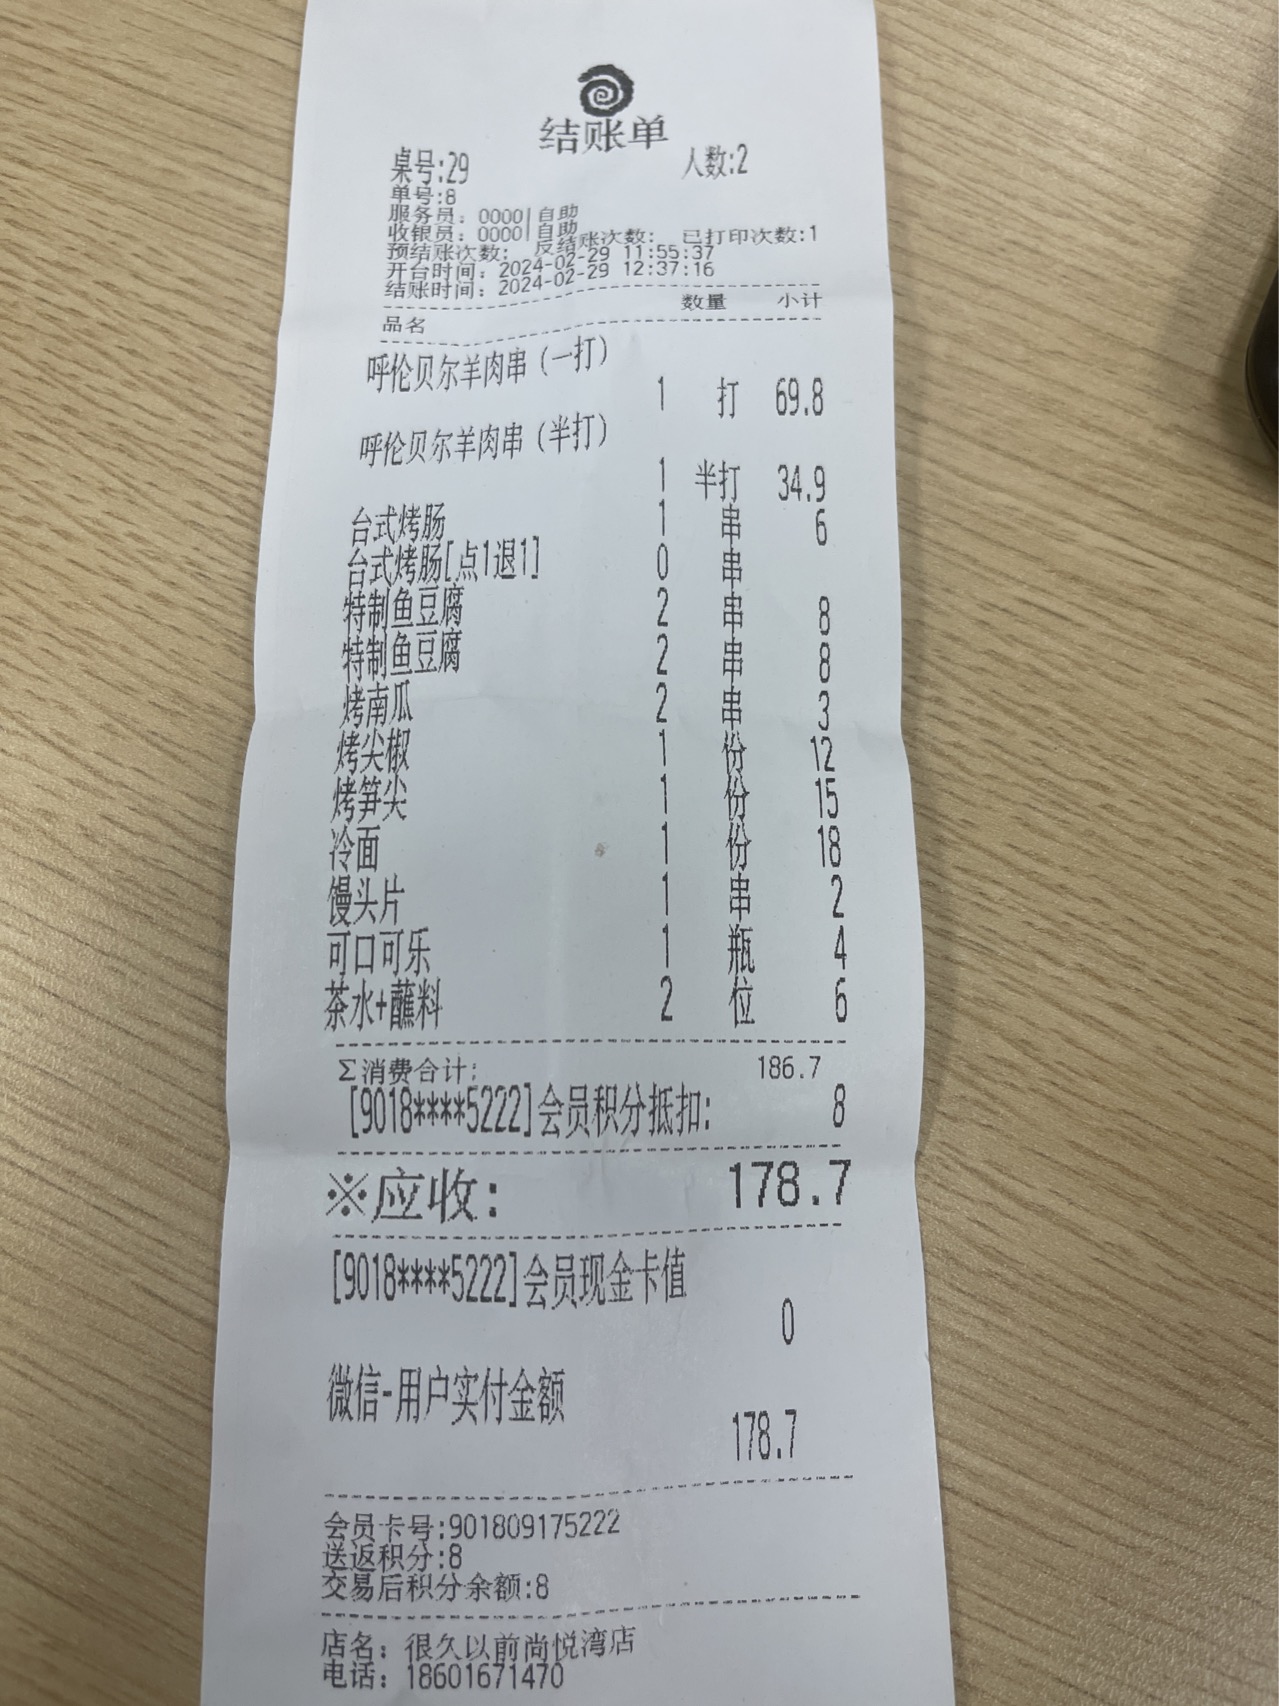 结账单
桌号:29 人数:2
单号:8
服务员: 0000|自助
收银员: 0000|自助
预结账次数: 反结账次数: 已打印次数:1
开台时间: 2024-02-29 11:55:37
结账时间: 2024-02-29 12:37:16
品名 数量 小计
呼伦贝尔羊肉串(一打)
1 打 69.8
呼伦贝尔羊肉串(半打)
1 半打 34.9
台式烤肠 1 串 6
台式烤肠[点1退1] 0 串
特制鱼豆腐 2 串 8
特制鱼豆腐 2 串 8
烤南瓜 2 串 3
烤尖椒 1 份 12
烤笋尖 1 份 15
冷面 1 份 18
馒头片 1 串 2
可口可乐 1 瓶 4
茶水+蘸料 2 位 6
Σ消费合计: 186.7
[9018****5222]会员积分抵扣: 8
※应收: 178.7
[9018****5222]会员现金卡值
0
微信-用户实付金额
178.7
会员卡号:901809175222
送返积分:8
交易后积分余额:8
店名: 很久以前尚悦湾店
电话: 18601671470